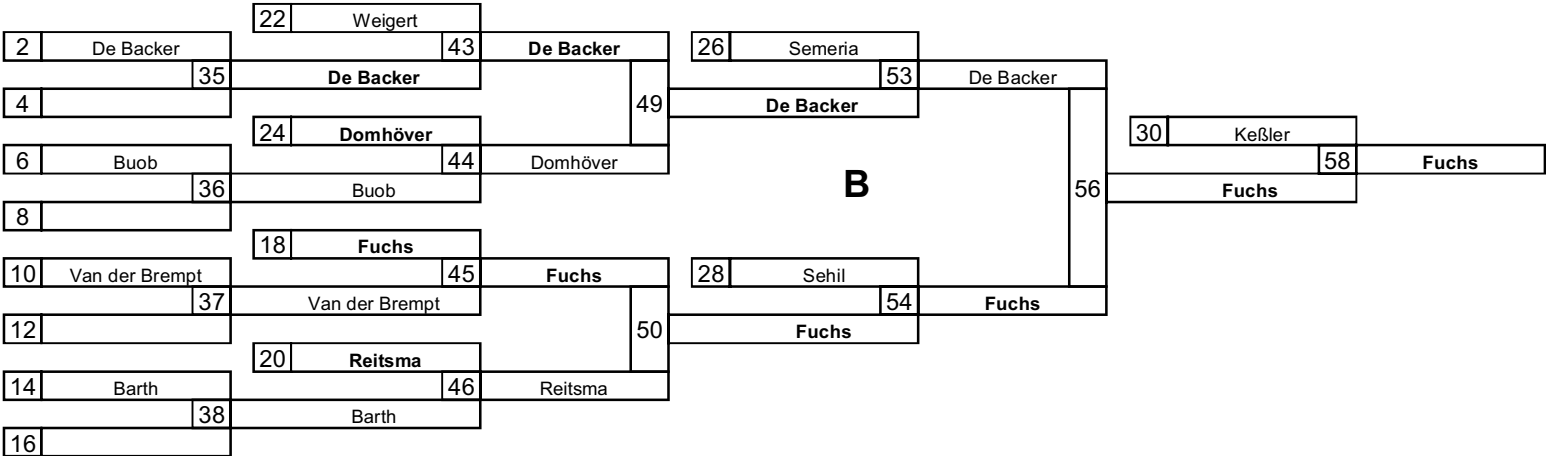 22 Weigert
2 De Backer 43 De Backer 26 Semeria
35 De Backer 53 De Backer
4 49 De Backer
24 Domhöver 30 Keßler
6 Buob 44 Domhöver 58 Fuchs
36 Buob B 56 Fuchs
8
18 Fuchs
10 Van der Brempt 45 Fuchs 28 Sehil
37 Van der Brempt 54 Fuchs
12 50 Fuchs
20 Reitsma
14 Barth 46 Reitsma
38 Barth
16